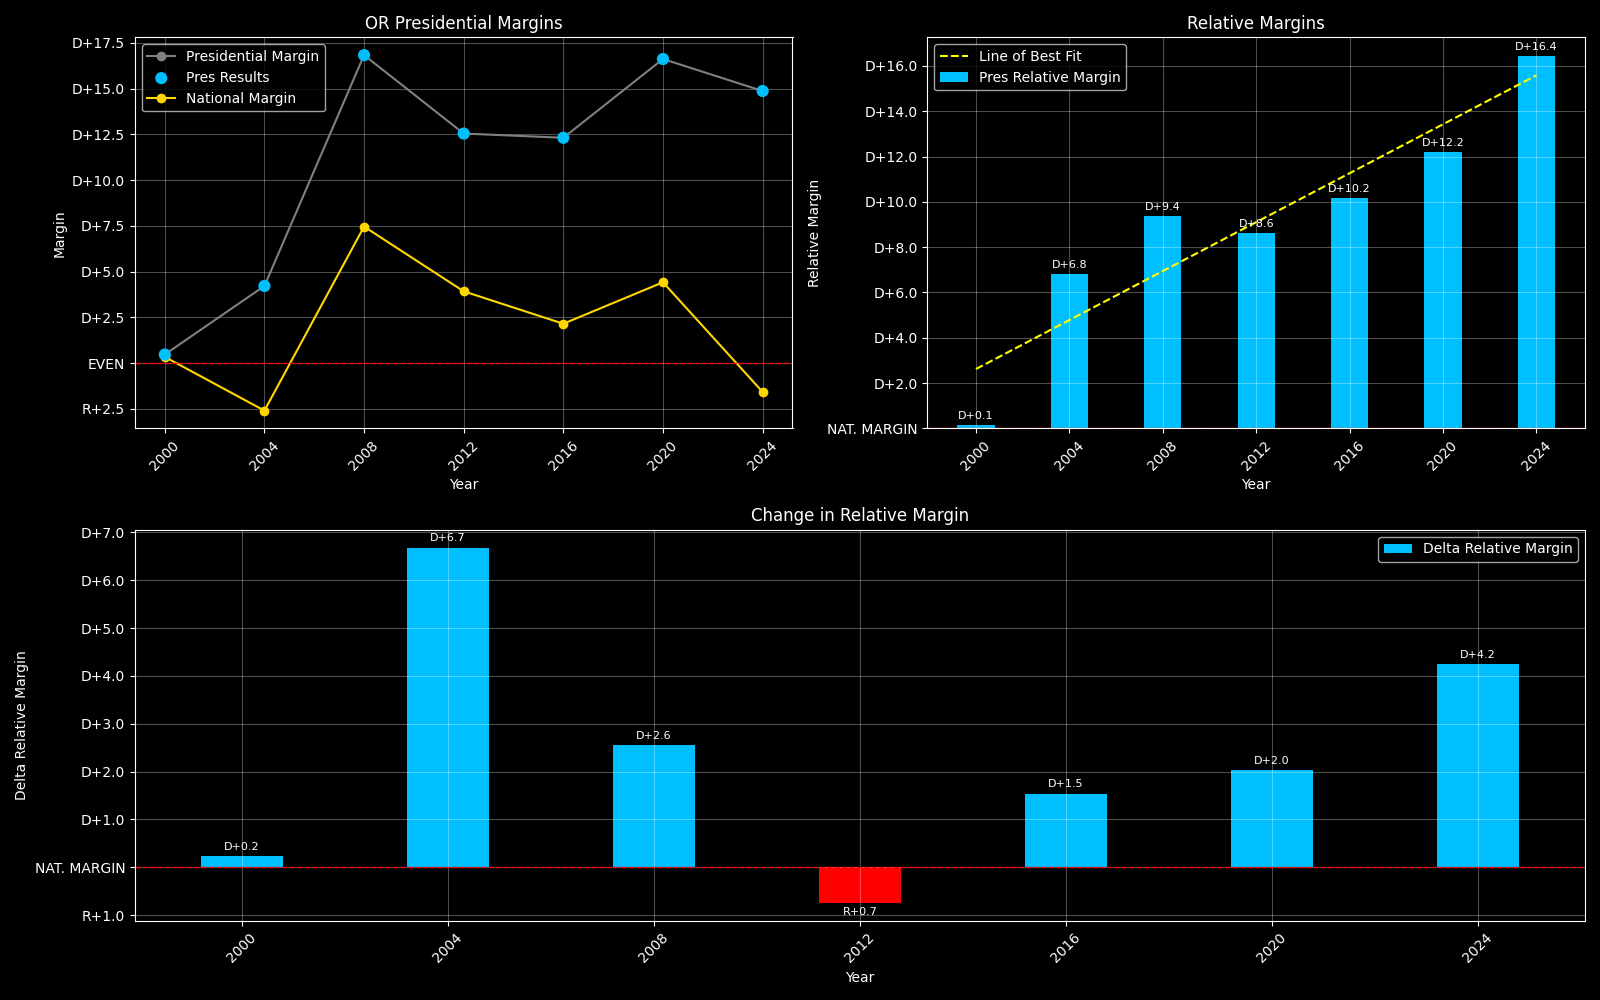 OR Presidential Margins
Presidential Margin
Pres Results
National Margin
Margin
D+17.5
D+15.0
D+12.5
D+10.0
D+7.5
D+5.0
D+2.5
EVEN
R+2.5
2000
2004
2008
2012
2016
2020
2024
Year
Relative Margins
Line of Best Fit
Pres Relative Margin
Relative Margin
D+16.0
D+14.0
D+12.0
D+10.0
D+8.0
D+6.0
D+4.0
D+2.0
NAT. MARGIN
D+0.1
D+6.8
D+9.4
D+8.6
D+10.2
D+12.2
D+16.4
2000
2004
2008
2012
2016
2020
2024
Year
Change in Relative Margin
Delta Relative Margin
Delta Relative Margin
D+7.0
D+6.0
D+5.0
D+4.0
D+3.0
D+2.0
D+1.0
NAT. MARGIN
R+1.0
D+0.2
D+6.7
D+2.6
R+0.7
D+1.5
D+2.0
D+4.2
2000
2004
2008
2012
2016
2020
2024
Year